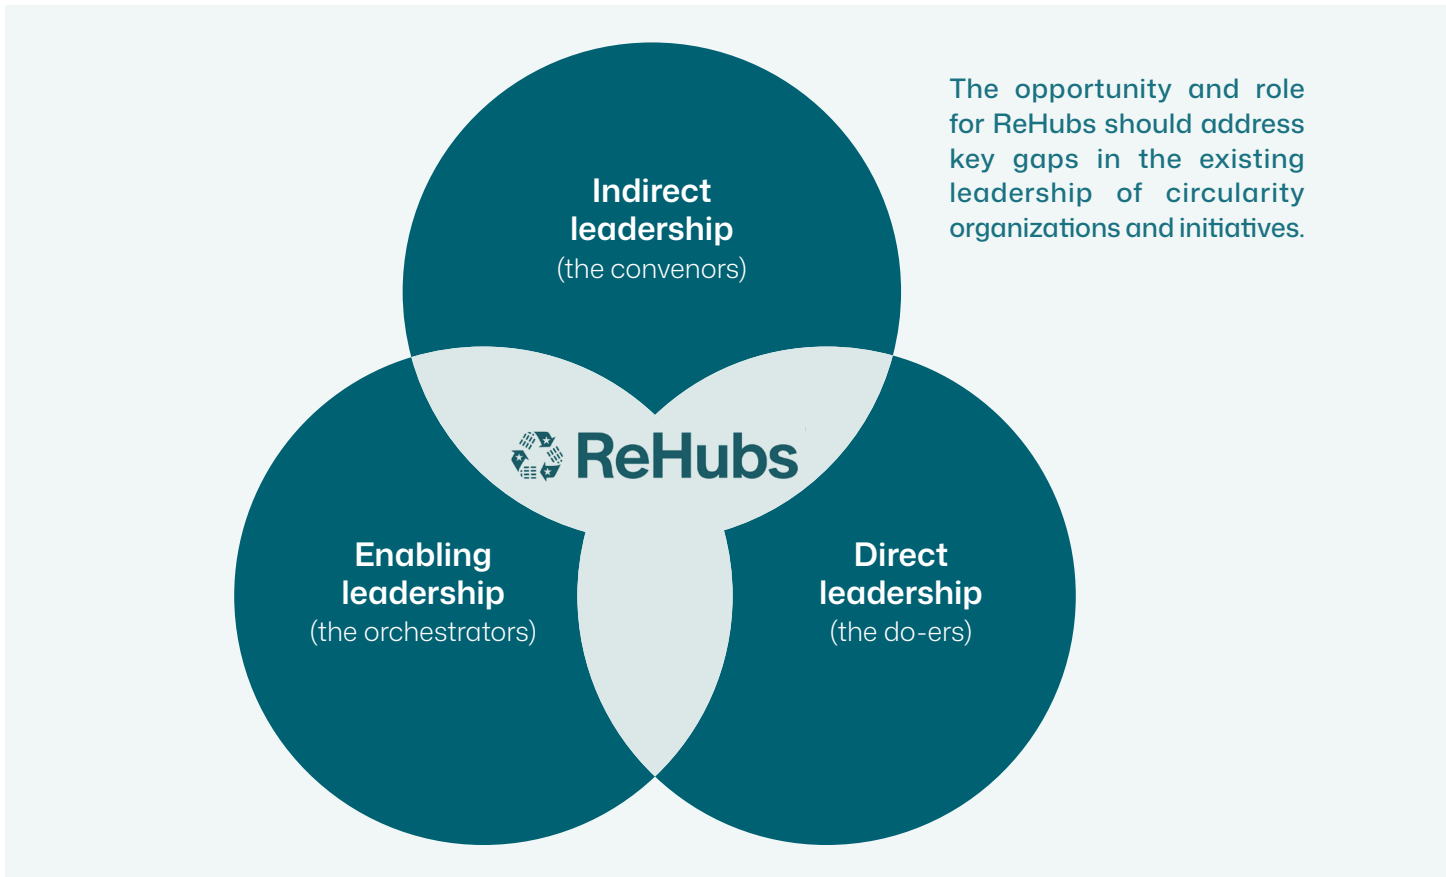 The opportunity and role
for ReHubs should address
key gaps in the existing
leadership of circularity
organizations and initiatives.
Indirect
leadership
(the convenors)
ReHubs
Enabling
leadership
(the orchestrators)
Direct
leadership
(the do-ers)